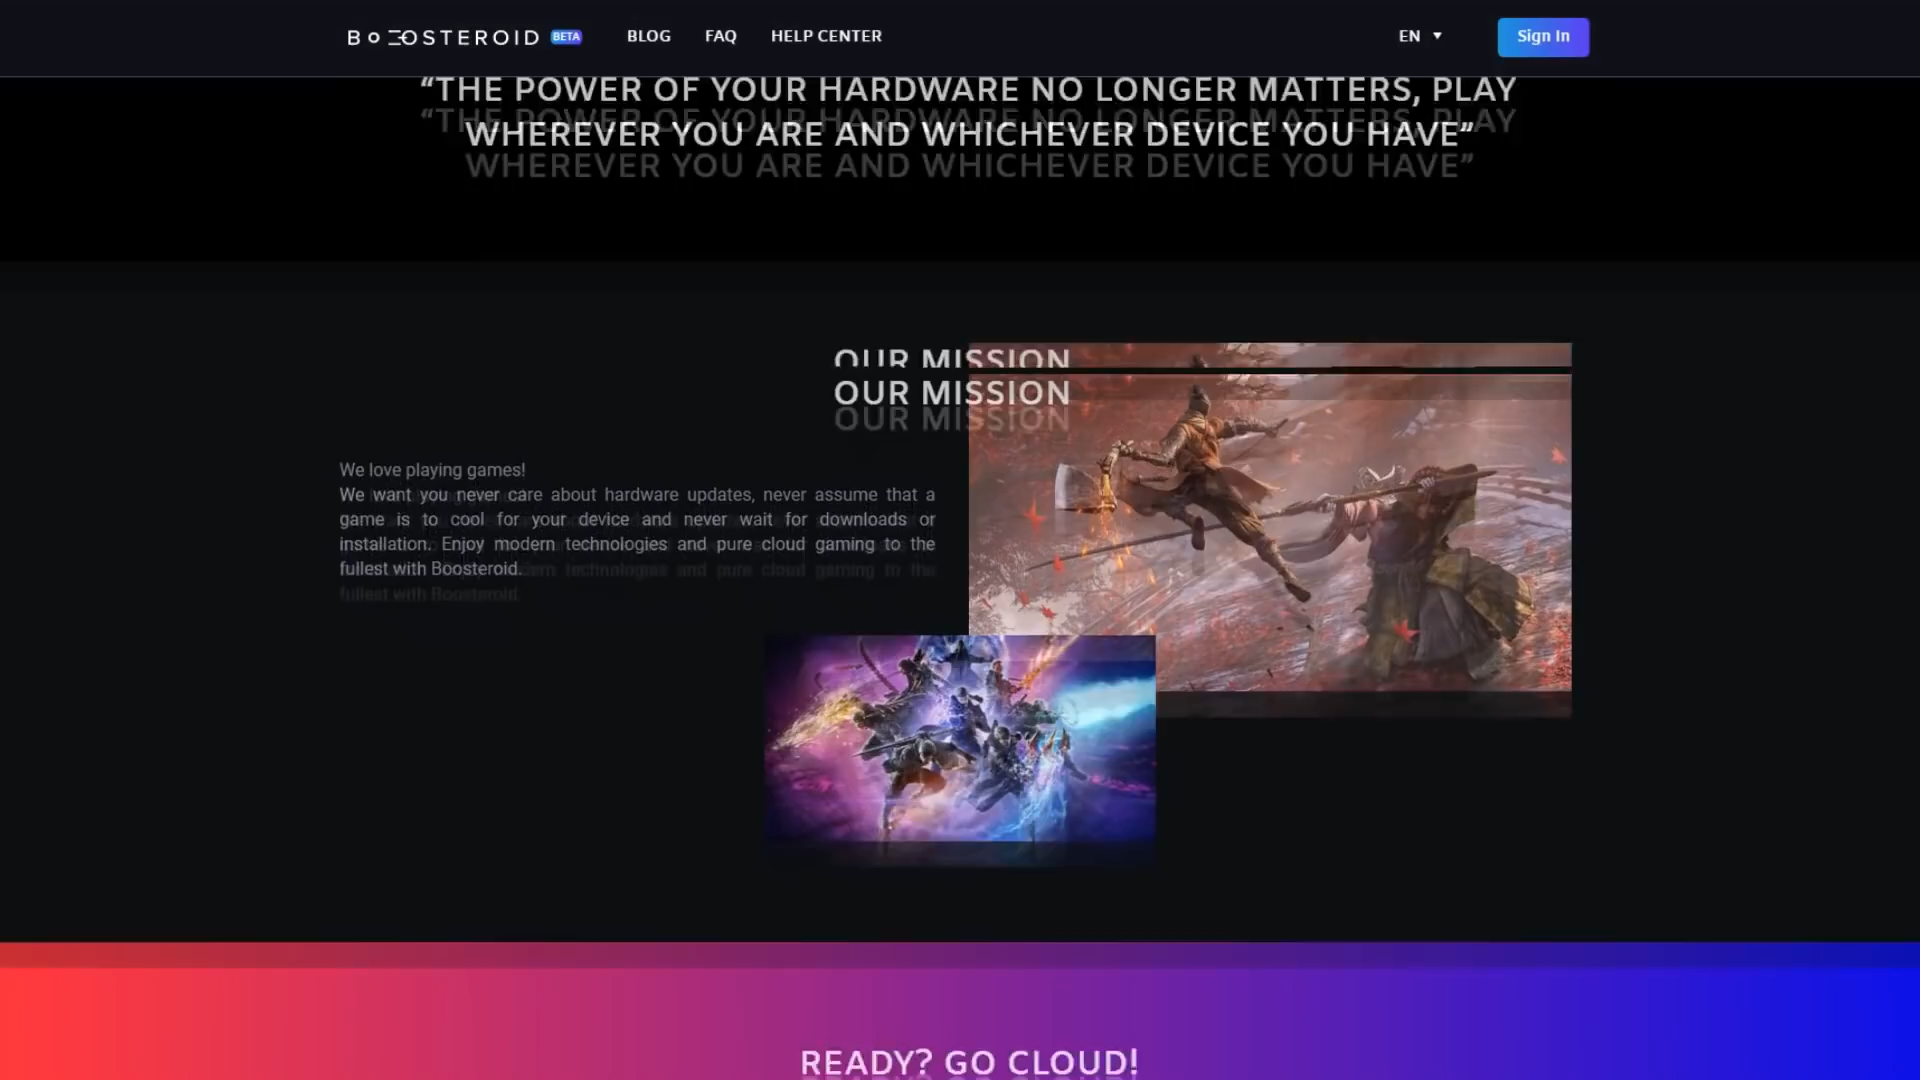 BOOSTEROID BETA BLOG FAQ HELP CENTER EN Sign In
“THE POWER OF YOUR HARDWARE NO LONGER MATTERS, PLAY
WHEREVER YOU ARE AND WHICHEVER DEVICE YOU HAVE”
OUR MISSION
We love playing games!
We want you never care about hardware updates, never assume that a
game is to cool for your device and never wait for downloads or
installation. Enjoy modern technologies and pure cloud gaming to the
fullest with Boosteroid.
READY? GO CLOUD!